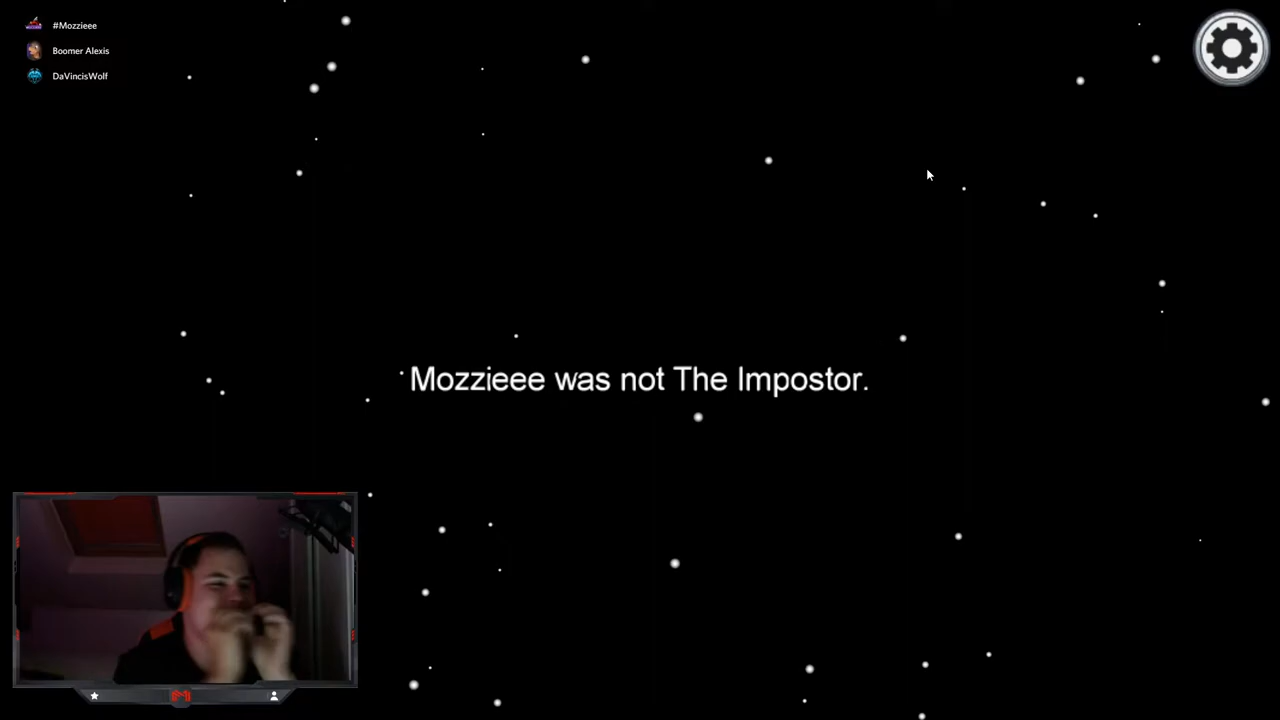 #Mozzieee
Boomer Alexis
DaVincisWolf
Mozzieee was not The Impostor.
M